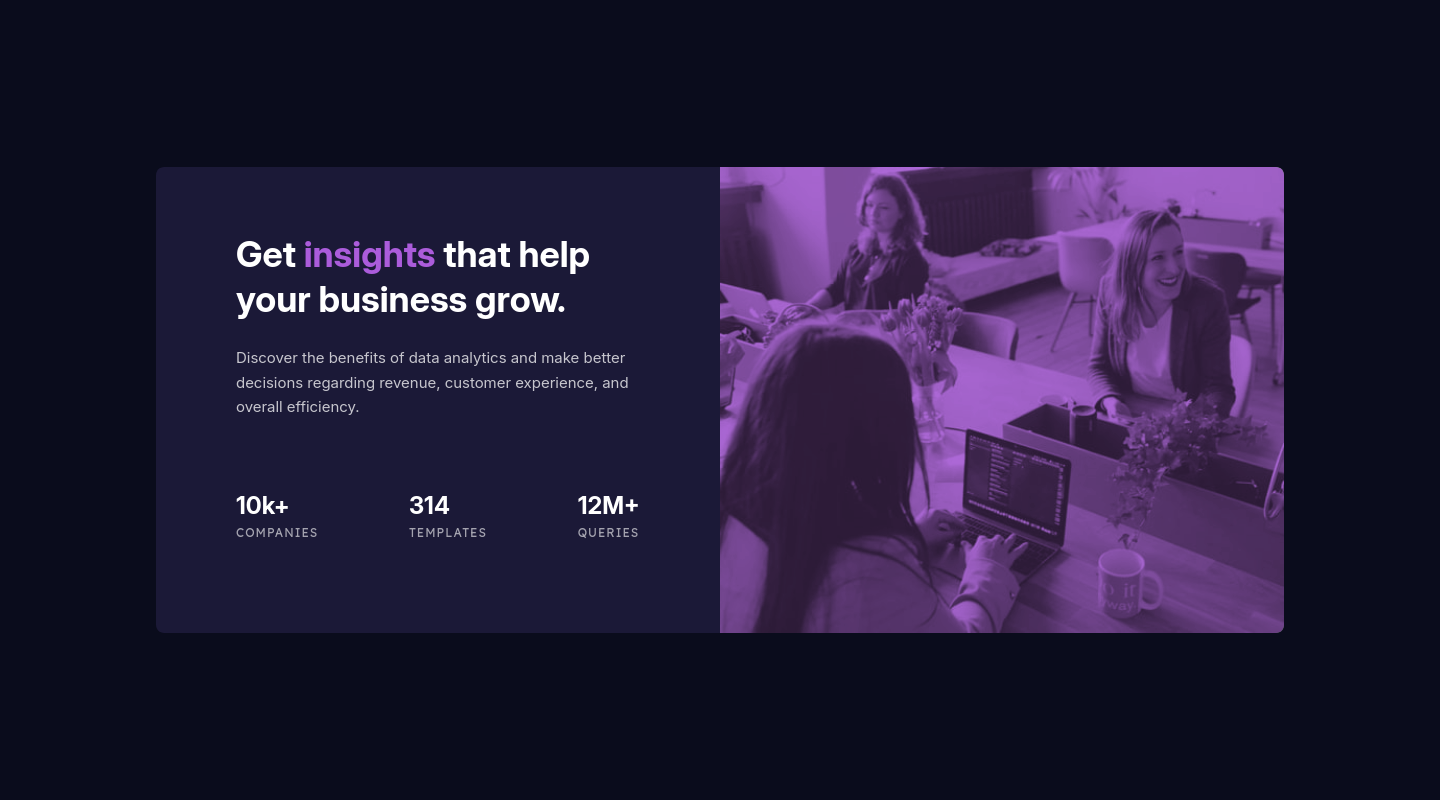 Get insights that help
your business grow.
Discover the benefits of data analytics and make better
decisions regarding revenue, customer experience, and
overall efficiency.
10k+ 314 12M+
COMPANIES TEMPLATES QUERIES